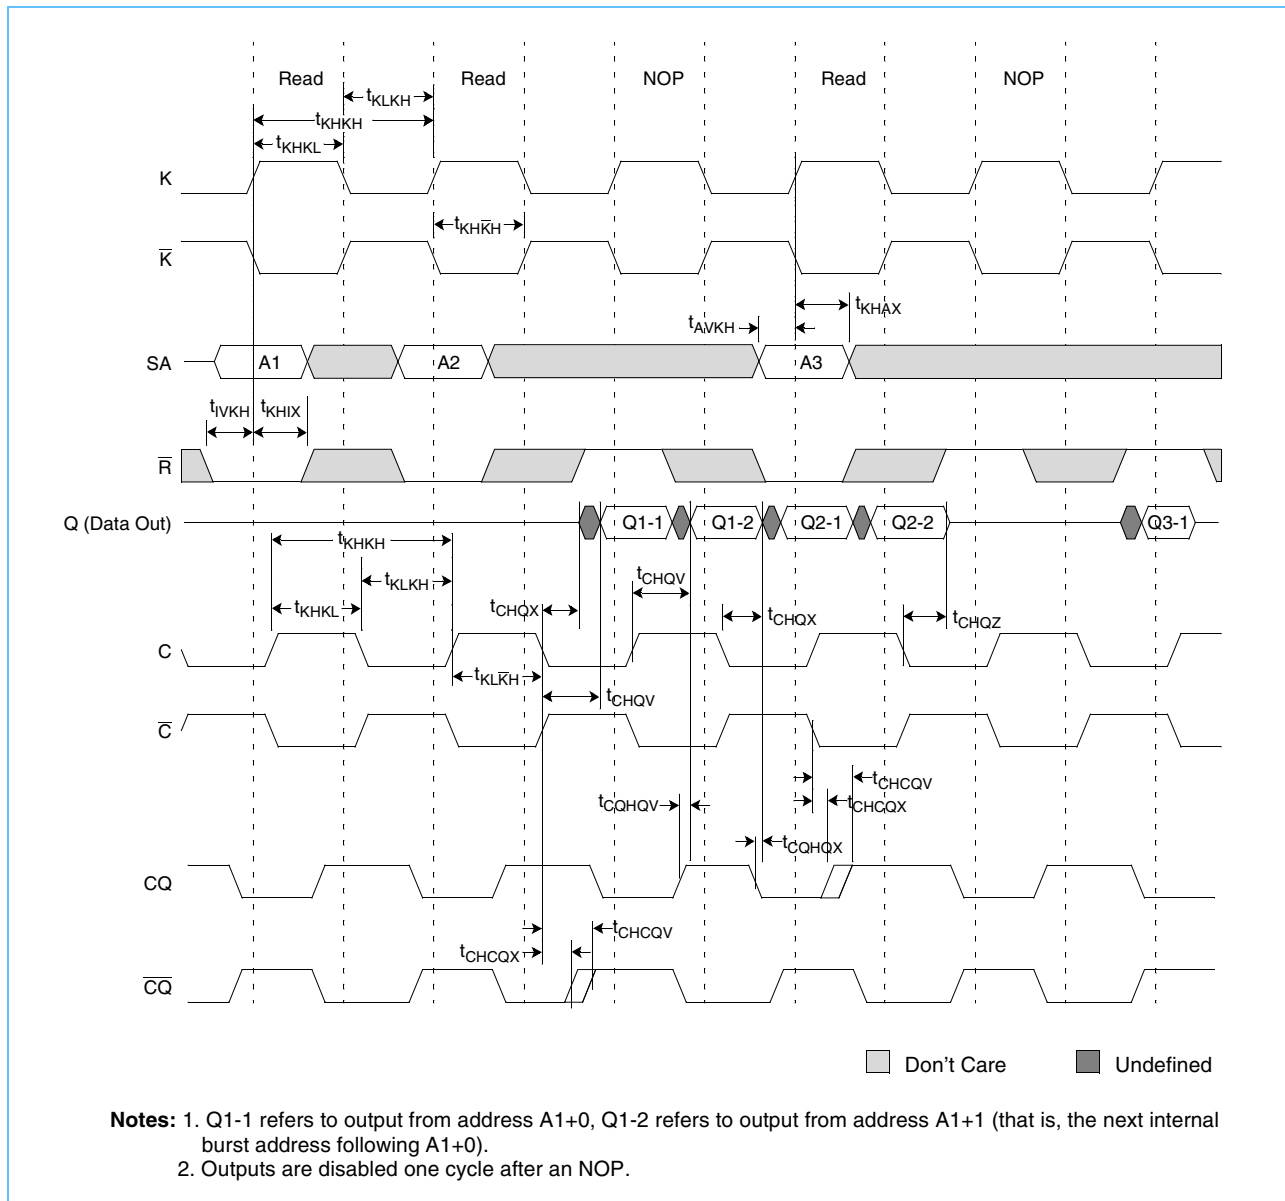 Read Read NOP Read NOP
tKLKH
tKHKH
tKHKL
K
tKHK̅H
K̅
tKHAX
tAVKH
SA A1 A2 A3
tIVKH tKHIX
R̅
Q (Data Out) Q1-1 Q1-2 Q2-1 Q2-2 Q3-1
tKHKH
tCHQV
tKLKH
tKHKL tCHQX tCHQX tCHQZ
C
tKLK̅H
tCHQV
C̅
tCHCQV
tCQHQV tCHCQX
tCQHQX
CQ
tCHCQV
tCHCQX
C̅Q̅
Don't Care Undefined
Notes: 1. Q1-1 refers to output from address A1+0, Q1-2 refers to output from address A1+1 (that is, the next internal
burst address following A1+0).
2. Outputs are disabled one cycle after an NOP.